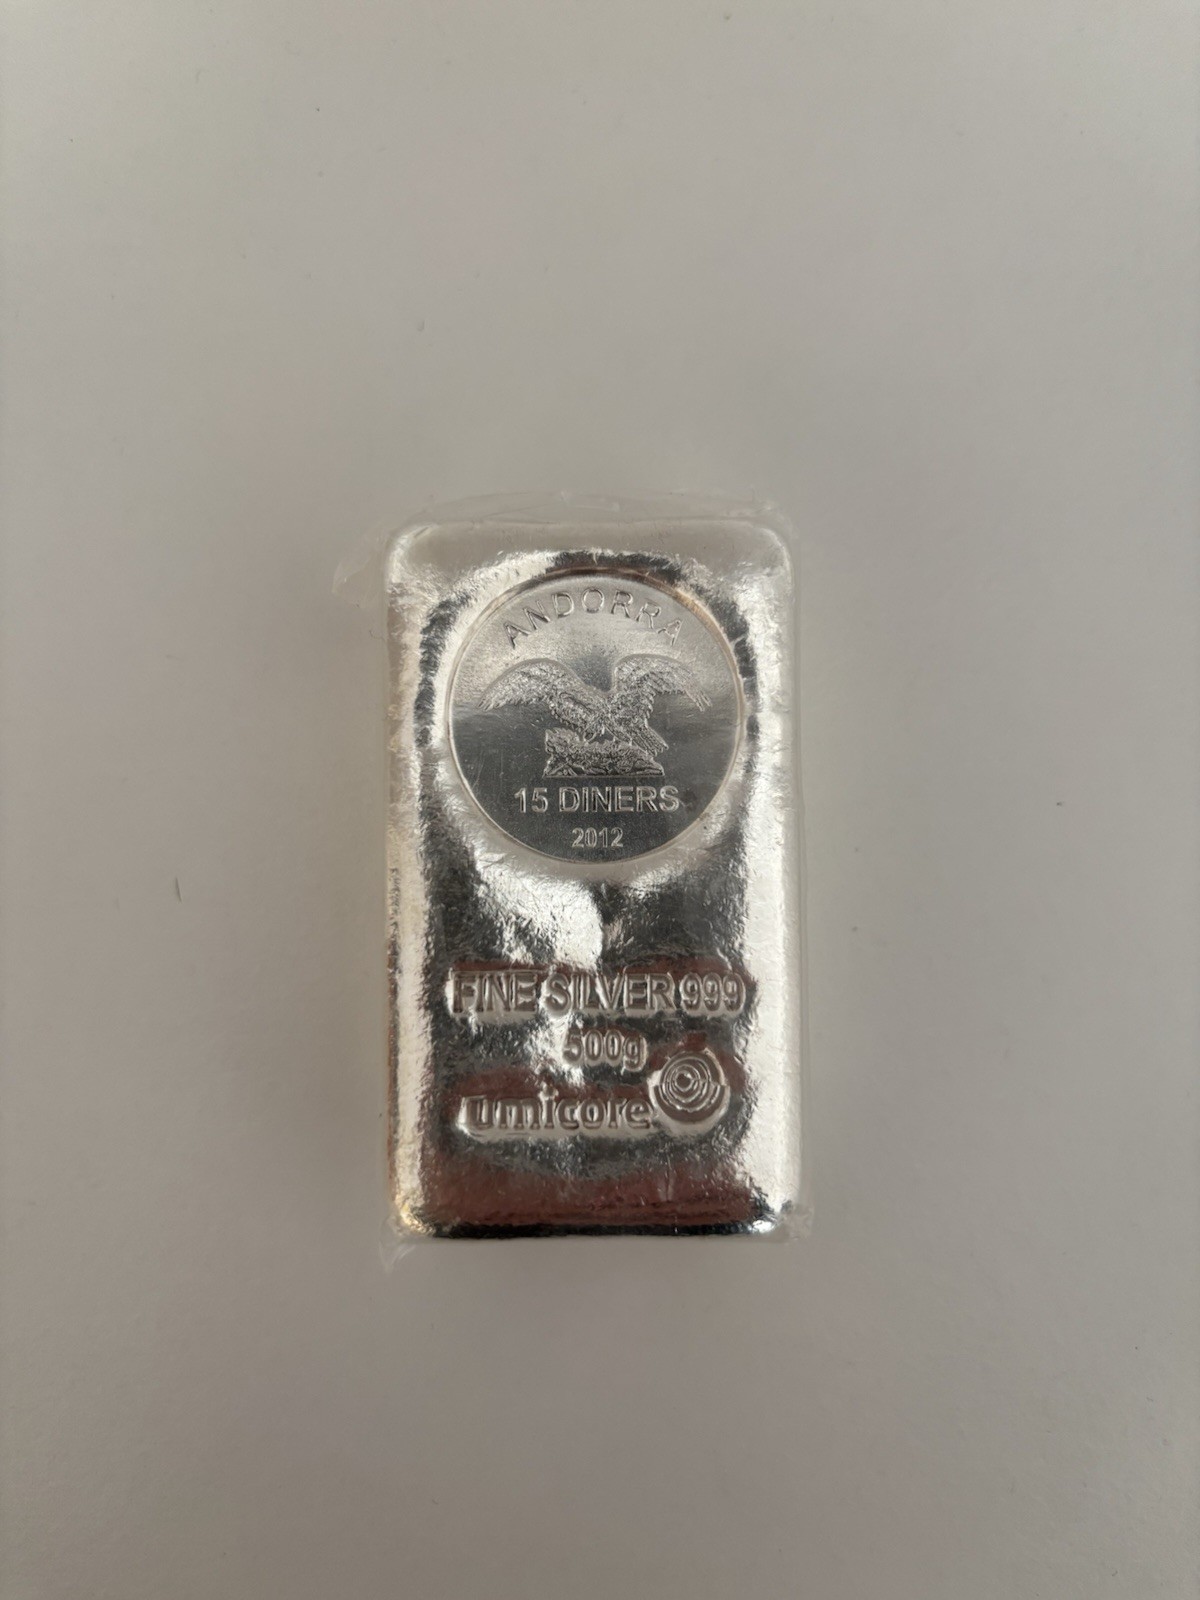 ANDORRA
15 DINERS
2012
FINE SILVER 999
500g
umicore